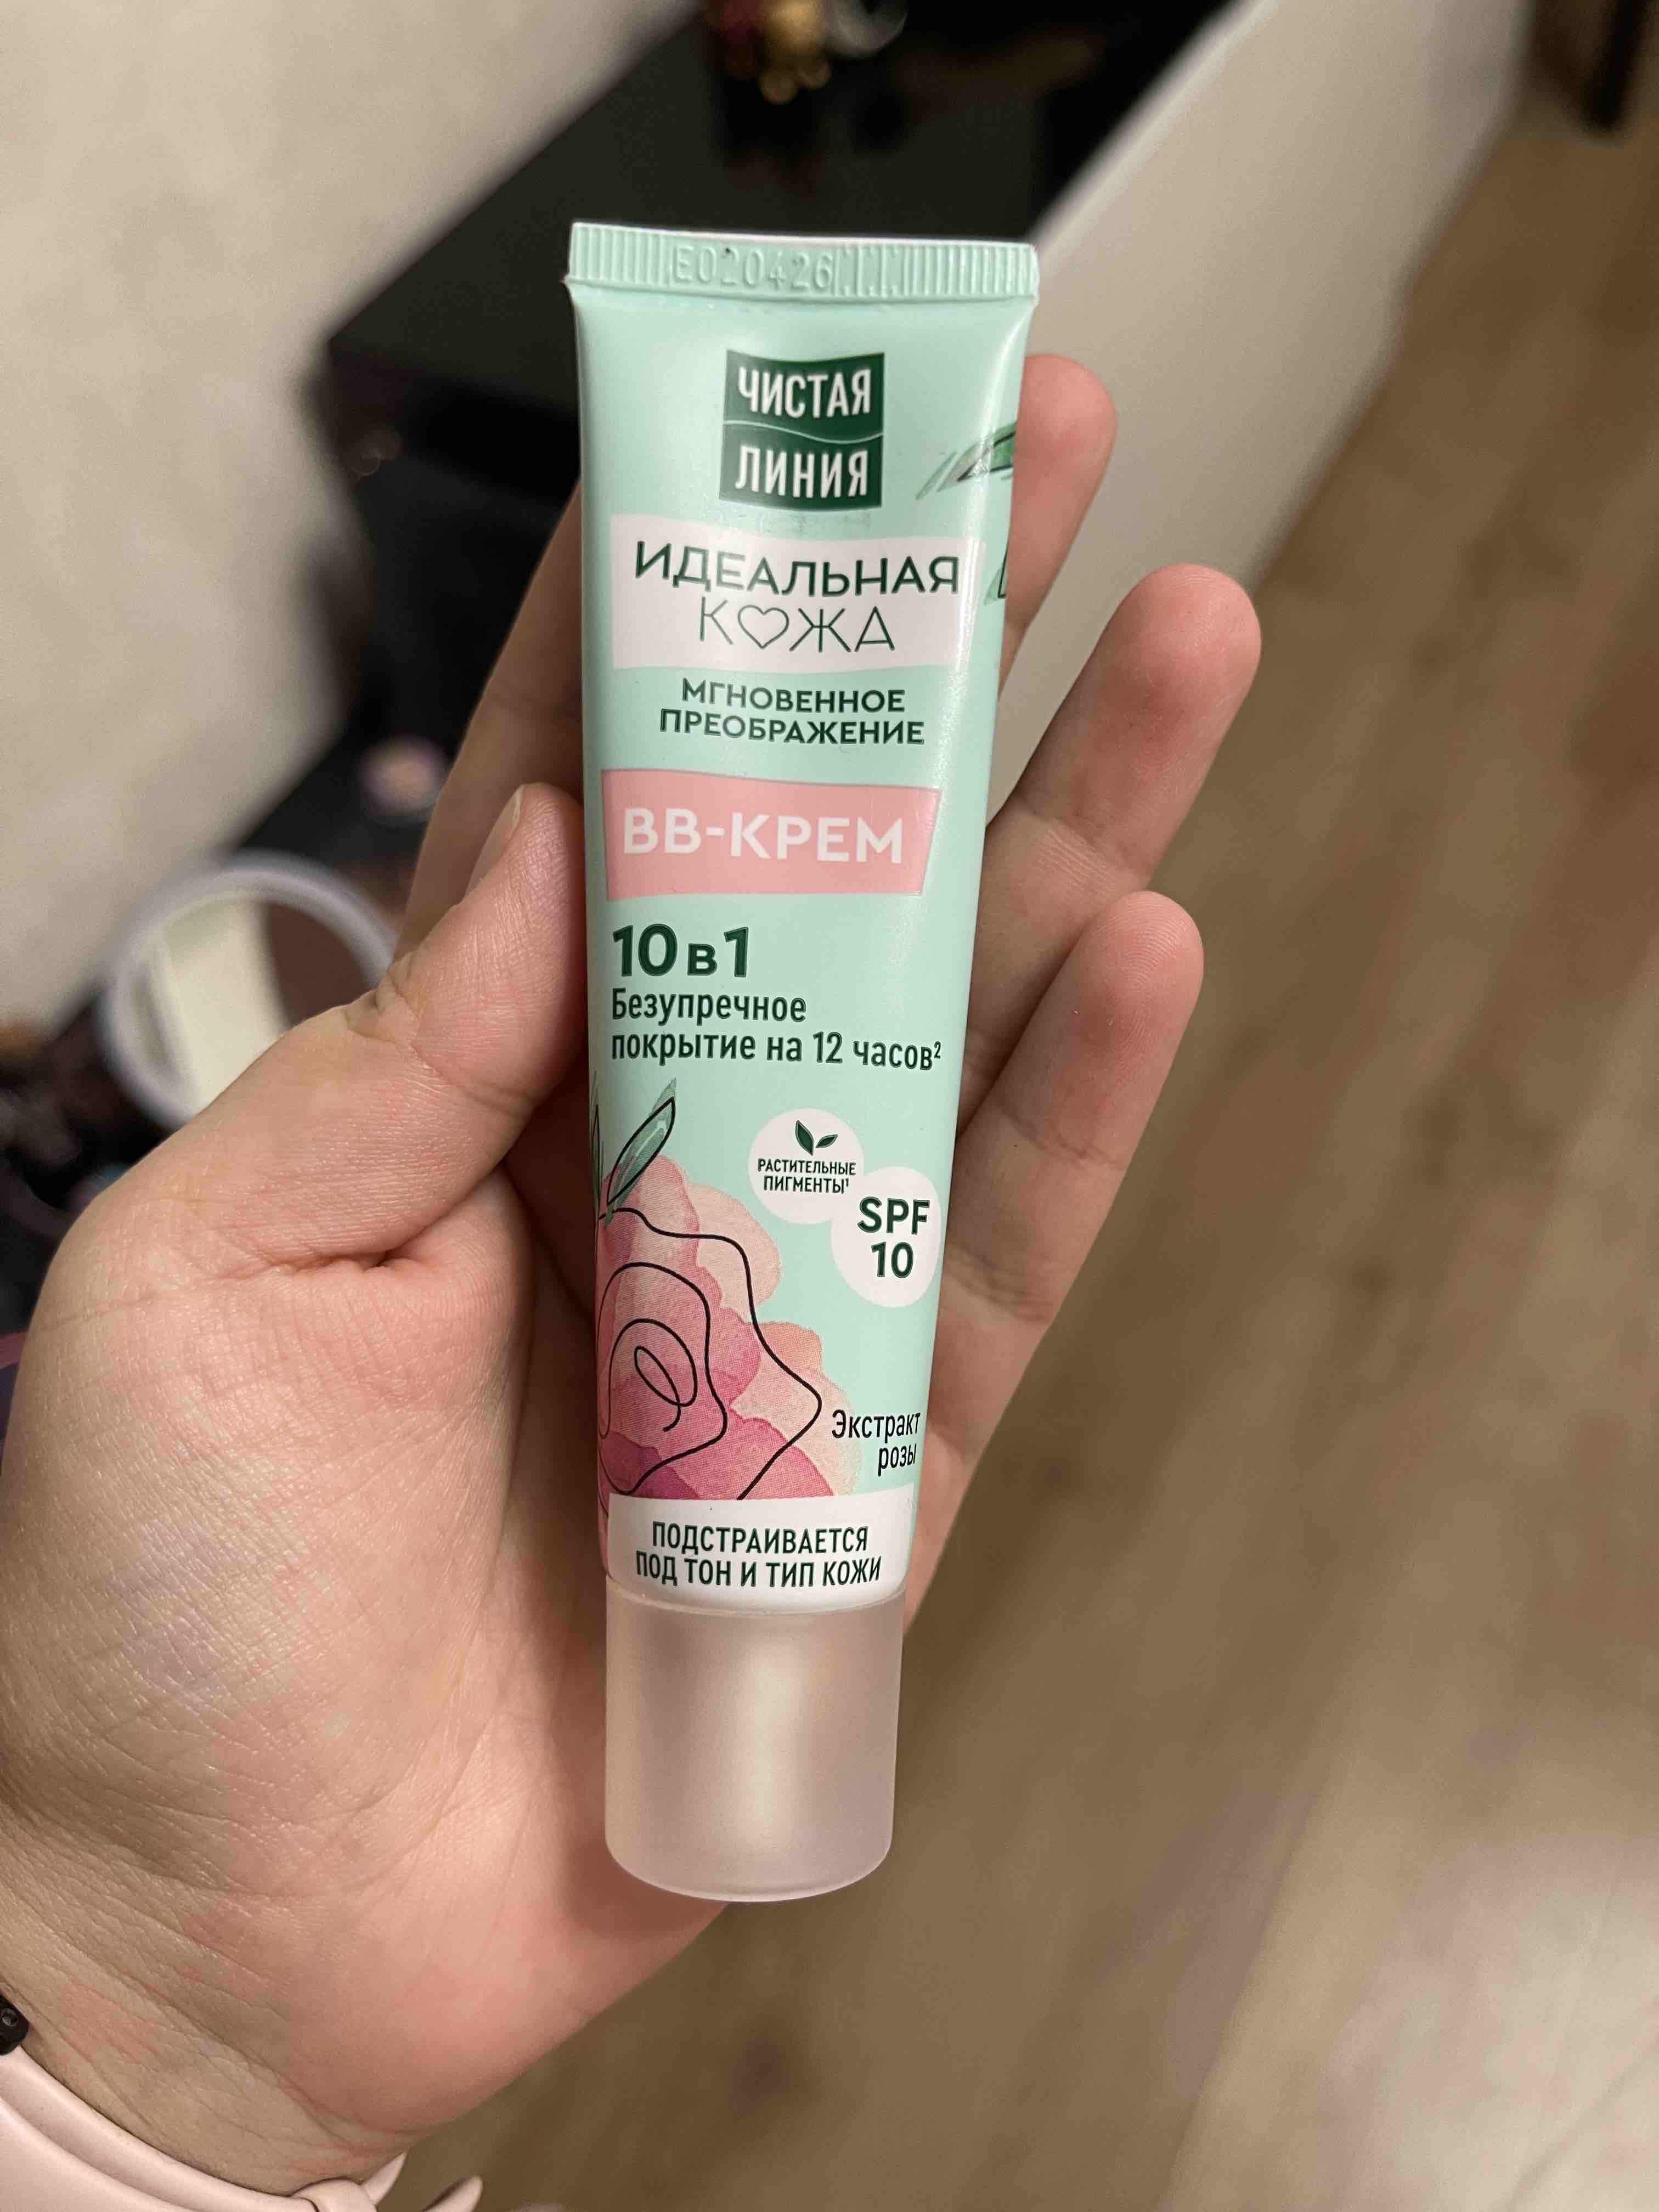 E020426
ЧИСТАЯ
ЛИНИЯ
ИДЕАЛЬНАЯ
КОЖА
МГНОВЕННОЕ
ПРЕОБРАЖЕНИЕ
BB-КРЕМ
10 в 1
Безупречное
покрытие на 12 часов²
РАСТИТЕЛЬНЫЕ
ПИГМЕНТЫ¹
SPF
10
Экстракт
розы
ПОДСТРАИВАЕТСЯ
ПОД ТОН И ТИП КОЖИ